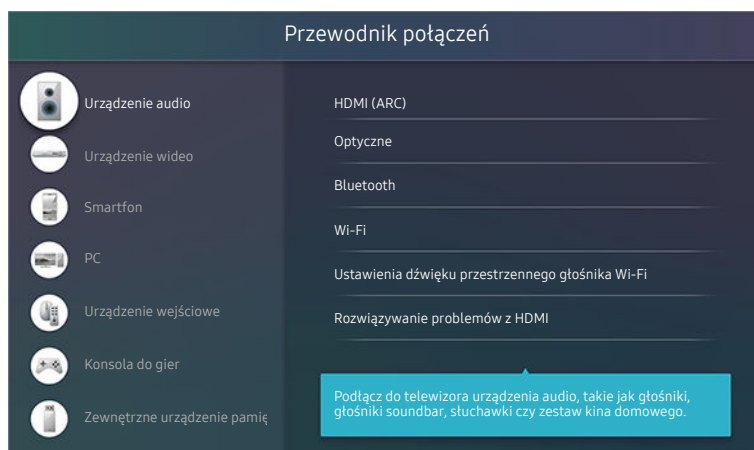 Przewodnik połączeń
Urządzenie audio
Urządzenie wideo
Smartfon
PC
Urządzenie wejściowe
Konsola do gier
Zewnętrzne urządzenie pamię
HDMI (ARC)
Optyczne
Bluetooth
Wi-Fi
Ustawienia dźwięku przestrzennego głośnika Wi-Fi
Rozwiązywanie problemów z HDMI
Podłącz do telewizora urządzenia audio, takie jak głośniki,
głośniki soundbar, słuchawki czy zestaw kina domowego.